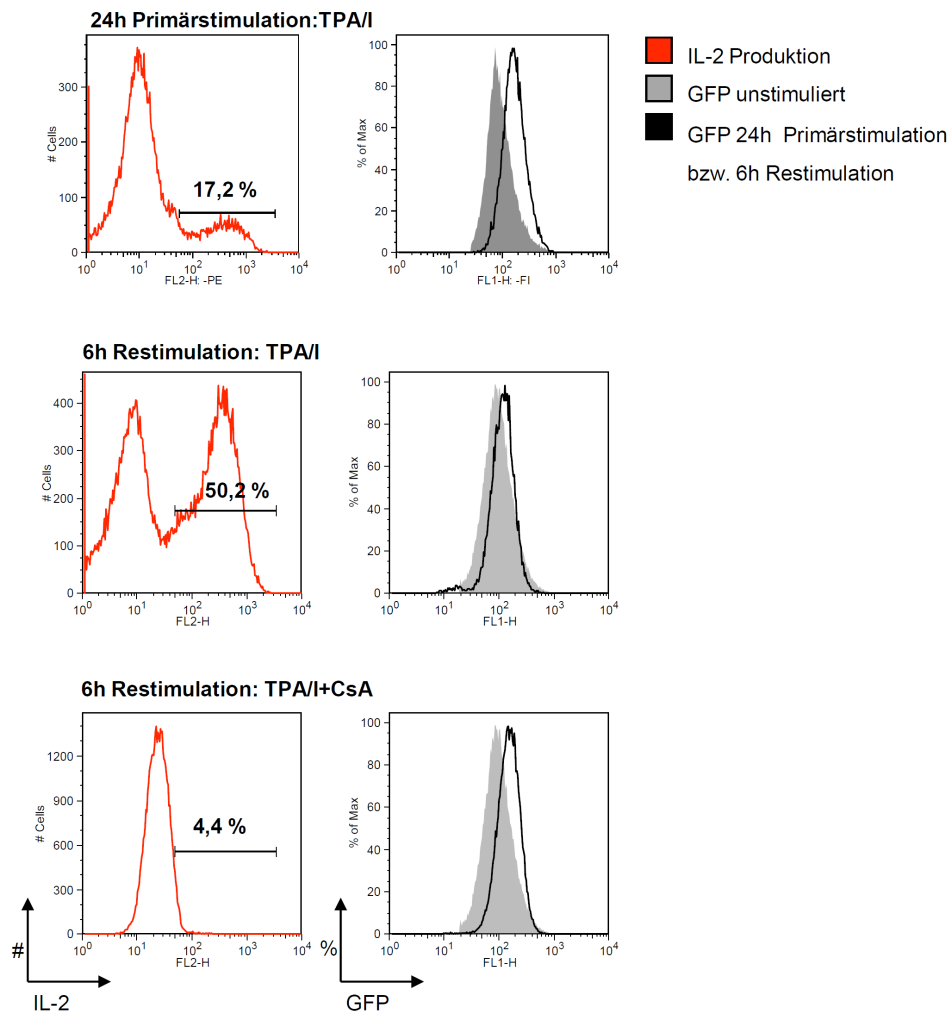 24h Primärstimulation:TPA/I
# Cells
300
200
100
0
17,2 %
10^0 10^1 10^2 10^3 10^4
FL2-H: -PE
% of Max
100
80
60
40
20
0
10^0 10^1 10^2 10^3 10^4
FL1-H: -FI
IL-2 Produktion
GFP unstimuliert
GFP 24h Primärstimulation
bzw. 6h Restimulation
6h Restimulation: TPA/I
# Cells
400
300
200
100
0
50,2 %
10^0 10^1 10^2 10^3 10^4
FL2-H
% of Max
100
80
60
40
20
0
10^0 10^1 10^2 10^3 10^4
FL1-H
6h Restimulation: TPA/I+CsA
# Cells
1200
900
600
300
0
4,4 %
10^0 10^1 10^2 10^3 10^4
FL2-H
% of Max
100
80
60
40
20
0
10^0 10^1 10^2 10^3 10^4
FL1-H
#
IL-2
%
GFP